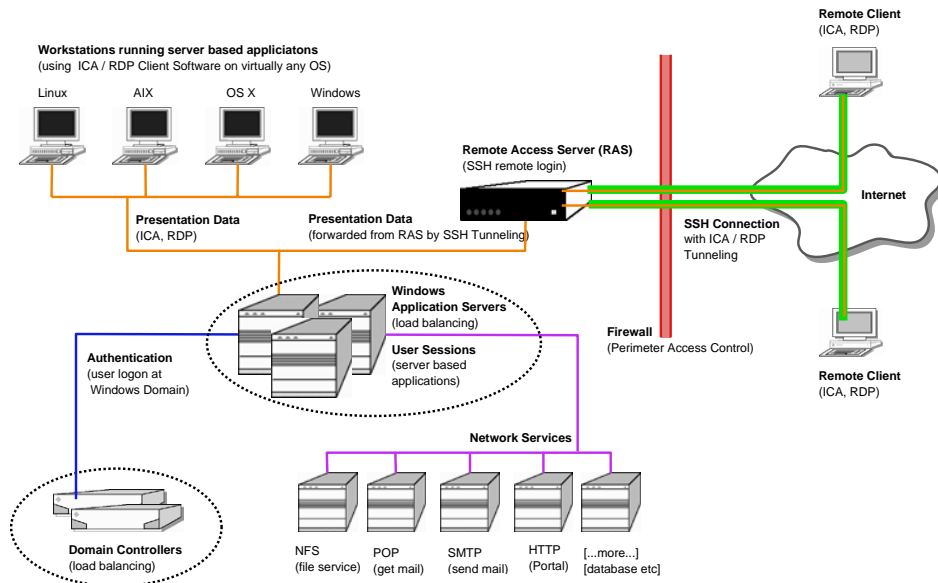 Workstations running server based appliciatons
(using ICA / RDP Client Software on virtually any OS)
Linux
AIX
OS X
Windows
Remote Client
(ICA, RDP)
Remote Access Server (RAS)
(SSH remote login)
Internet
Presentation Data
(ICA, RDP)
Presentation Data
(forwarded from RAS by SSH Tunneling)
SSH Connection
with ICA / RDP
Tunneling
Windows
Application Servers
(load balancing)
User Sessions
(server based
applications)
Firewall
(Perimeter Access Control)
Authentication
(user logon at
Windows Domain)
Remote Client
(ICA, RDP)
Network Services
Domain Controllers
(load balancing)
NFS
(file service)
POP
(get mail)
SMTP
(send mail)
HTTP
(Portal)
[...more...]
[database etc]